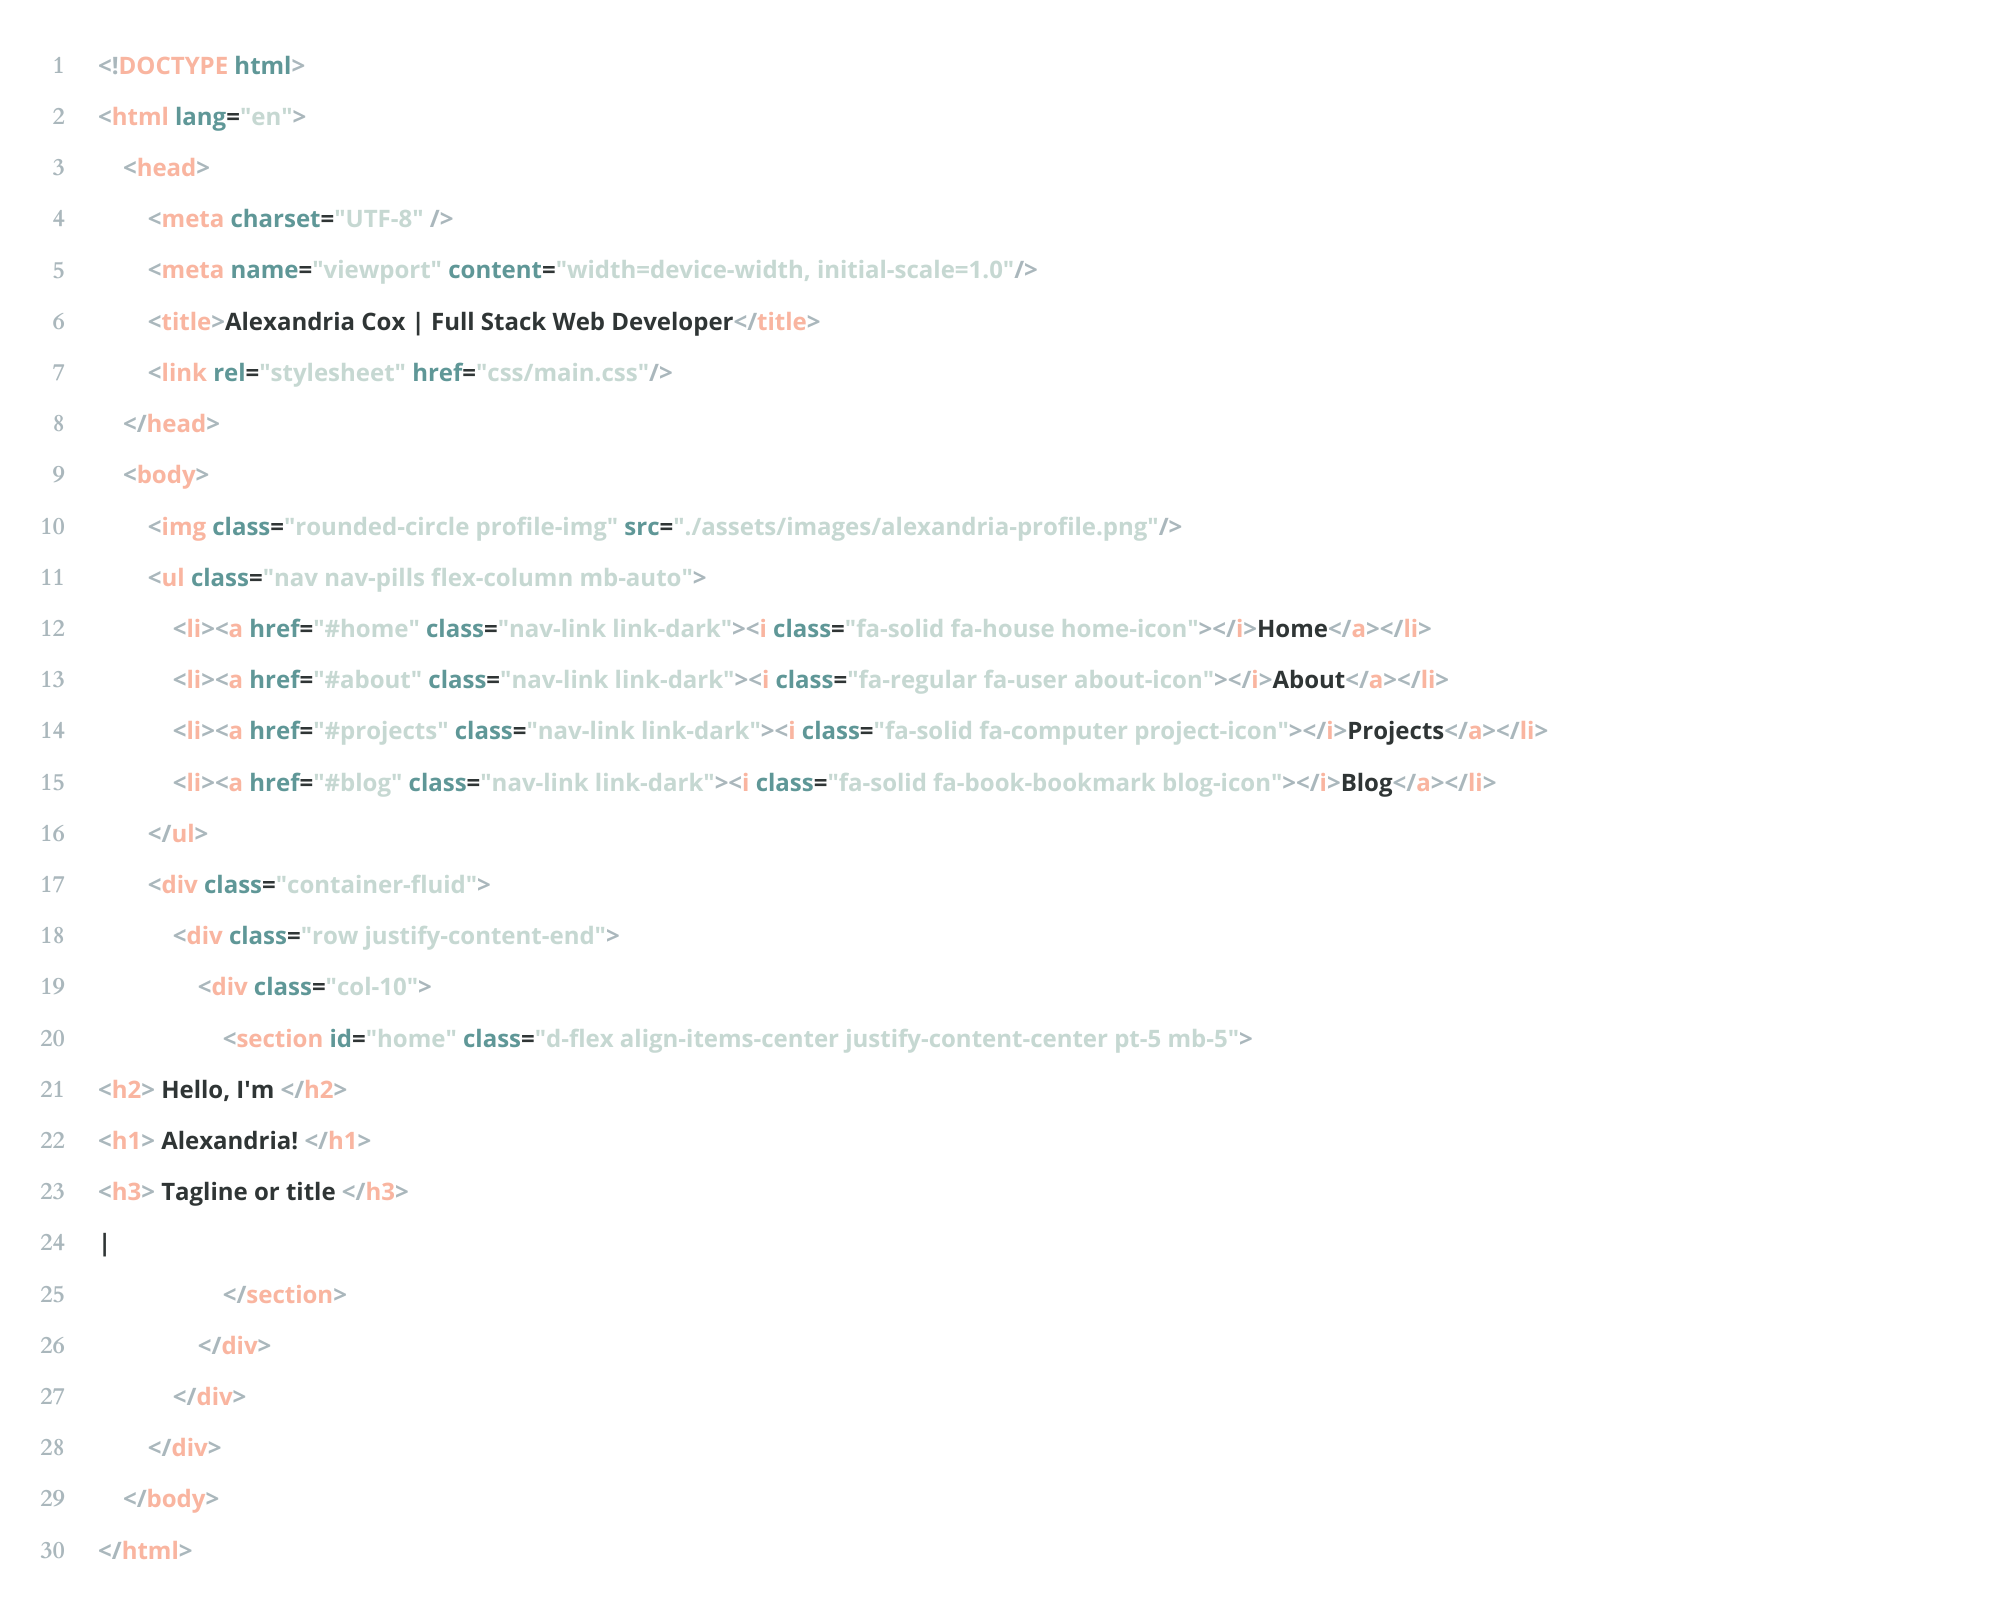 1 <!DOCTYPE html>
2 <html lang="en">
3 <head>
4 <meta charset="UTF-8" />
5 <meta name="viewport" content="width=device-width, initial-scale=1.0"/>
6 <title>Alexandria Cox | Full Stack Web Developer</title>
7 <link rel="stylesheet" href="css/main.css"/>
8 </head>
9 <body>
10 <img class="rounded-circle profile-img" src="./assets/images/alexandria-profile.png"/>
11 <ul class="nav nav-pills flex-column mb-auto">
12 <li><a href="#home" class="nav-link link-dark"><i class="fa-solid fa-house home-icon"></i>Home</a></li>
13 <li><a href="#about" class="nav-link link-dark"><i class="fa-regular fa-user about-icon"></i>About</a></li>
14 <li><a href="#projects" class="nav-link link-dark"><i class="fa-solid fa-computer project-icon"></i>Projects</a></li>
15 <li><a href="#blog" class="nav-link link-dark"><i class="fa-solid fa-book-bookmark blog-icon"></i>Blog</a></li>
16 </ul>
17 <div class="container-fluid">
18 <div class="row justify-content-end">
19 <div class="col-10">
20 <section id="home" class="d-flex align-items-center justify-content-center pt-5 mb-5">
21 <h2> Hello, I'm </h2>
22 <h1> Alexandria! </h1>
23 <h3> Tagline or title </h3>
24 |
25 </section>
26 </div>
27 </div>
28 </div>
29 </body>
30 </html>